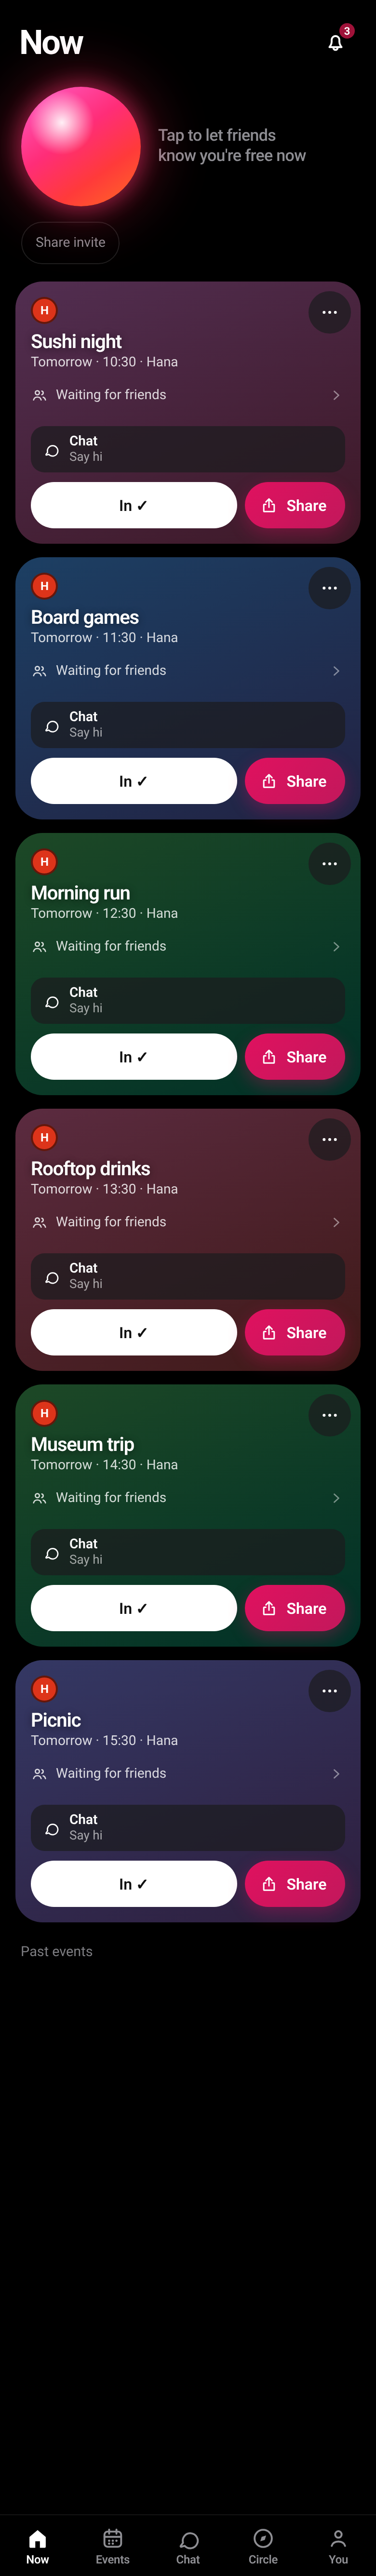 Now
3
Tap to let friends
know you're free now
Share invite
H
Sushi night
Tomorrow · 10:30 · Hana
Waiting for friends
Chat
Say hi
In ✓
Share
H
Board games
Tomorrow · 11:30 · Hana
Waiting for friends
Chat
Say hi
In ✓
Share
H
Morning run
Tomorrow · 12:30 · Hana
Waiting for friends
Chat
Say hi
In ✓
Share
H
Rooftop drinks
Tomorrow · 13:30 · Hana
Waiting for friends
Chat
Say hi
In ✓
Share
H
Museum trip
Tomorrow · 14:30 · Hana
Waiting for friends
Chat
Say hi
In ✓
Share
H
Picnic
Tomorrow · 15:30 · Hana
Waiting for friends
Chat
Say hi
In ✓
Share
Past events
Now
Events
Chat
Circle
You